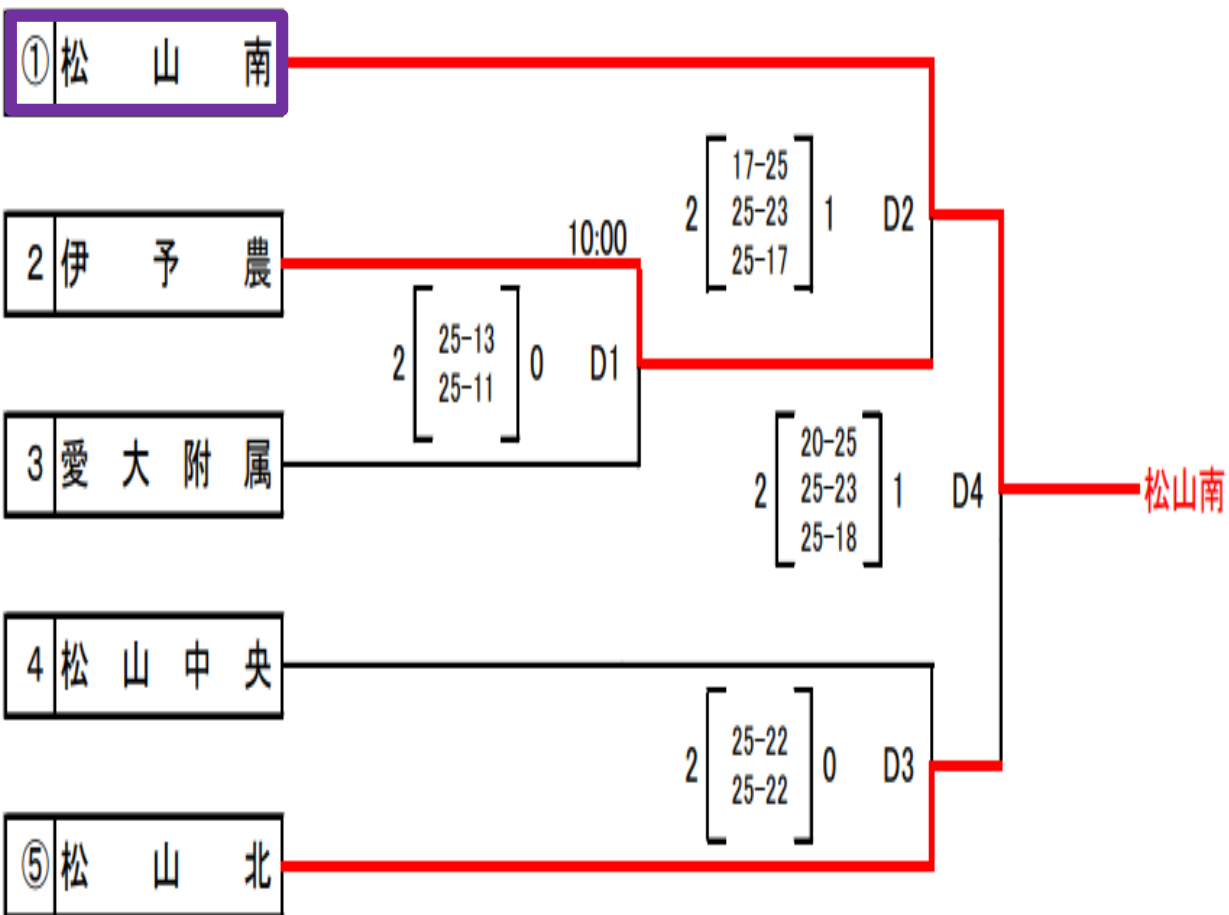 ① 松山南
2 伊予農
3 愛大附属
4 松山中央
⑤ 松山北
10:00
2 25-13 0 D1
25-11
17-25
2 25-23 1 D2
25-17
2 25-22 0 D3
25-22
20-25
2 25-23 1 D4
25-18
松山南